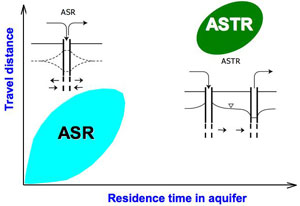 ASR
ASTR
ASTR
Travel distance
ASR
Residence time in aquifer